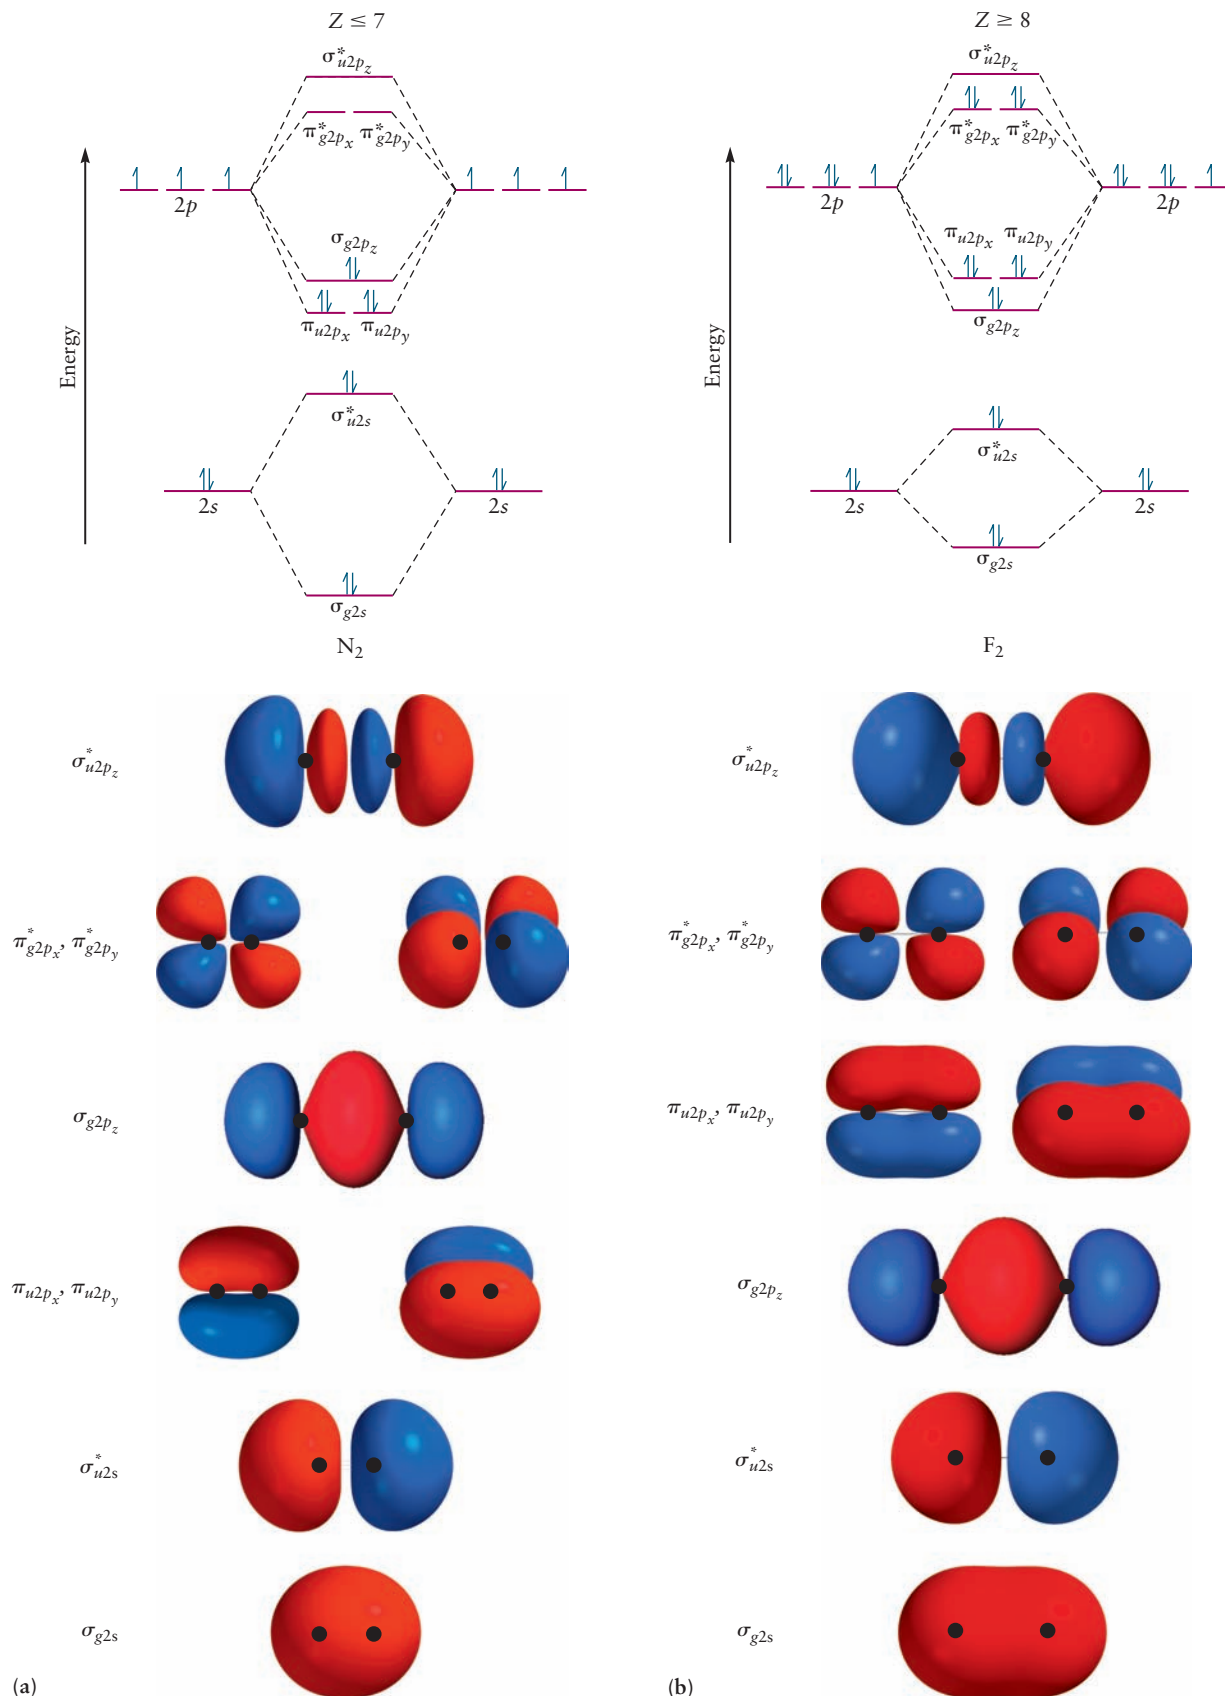 Z ≤ 7
σ*u2pz
π*g2px π*g2py
2p
σg2pz
πu2px πu2py
Energy
σ*u2s
2s 2s
σg2s
N2
σ*u2pz
π*g2px, π*g2py
σg2pz
πu2px, πu2py
σ*u2s
σg2s
(a)
Z ≥ 8
σ*u2pz
π*g2px π*g2py
2p 2p
πu2px πu2py
σg2pz
Energy
σ*u2s
2s 2s
σg2s
F2
σ*u2pz
π*g2px, π*g2py
πu2px, πu2py
σg2pz
σ*u2s
σg2s
(b)